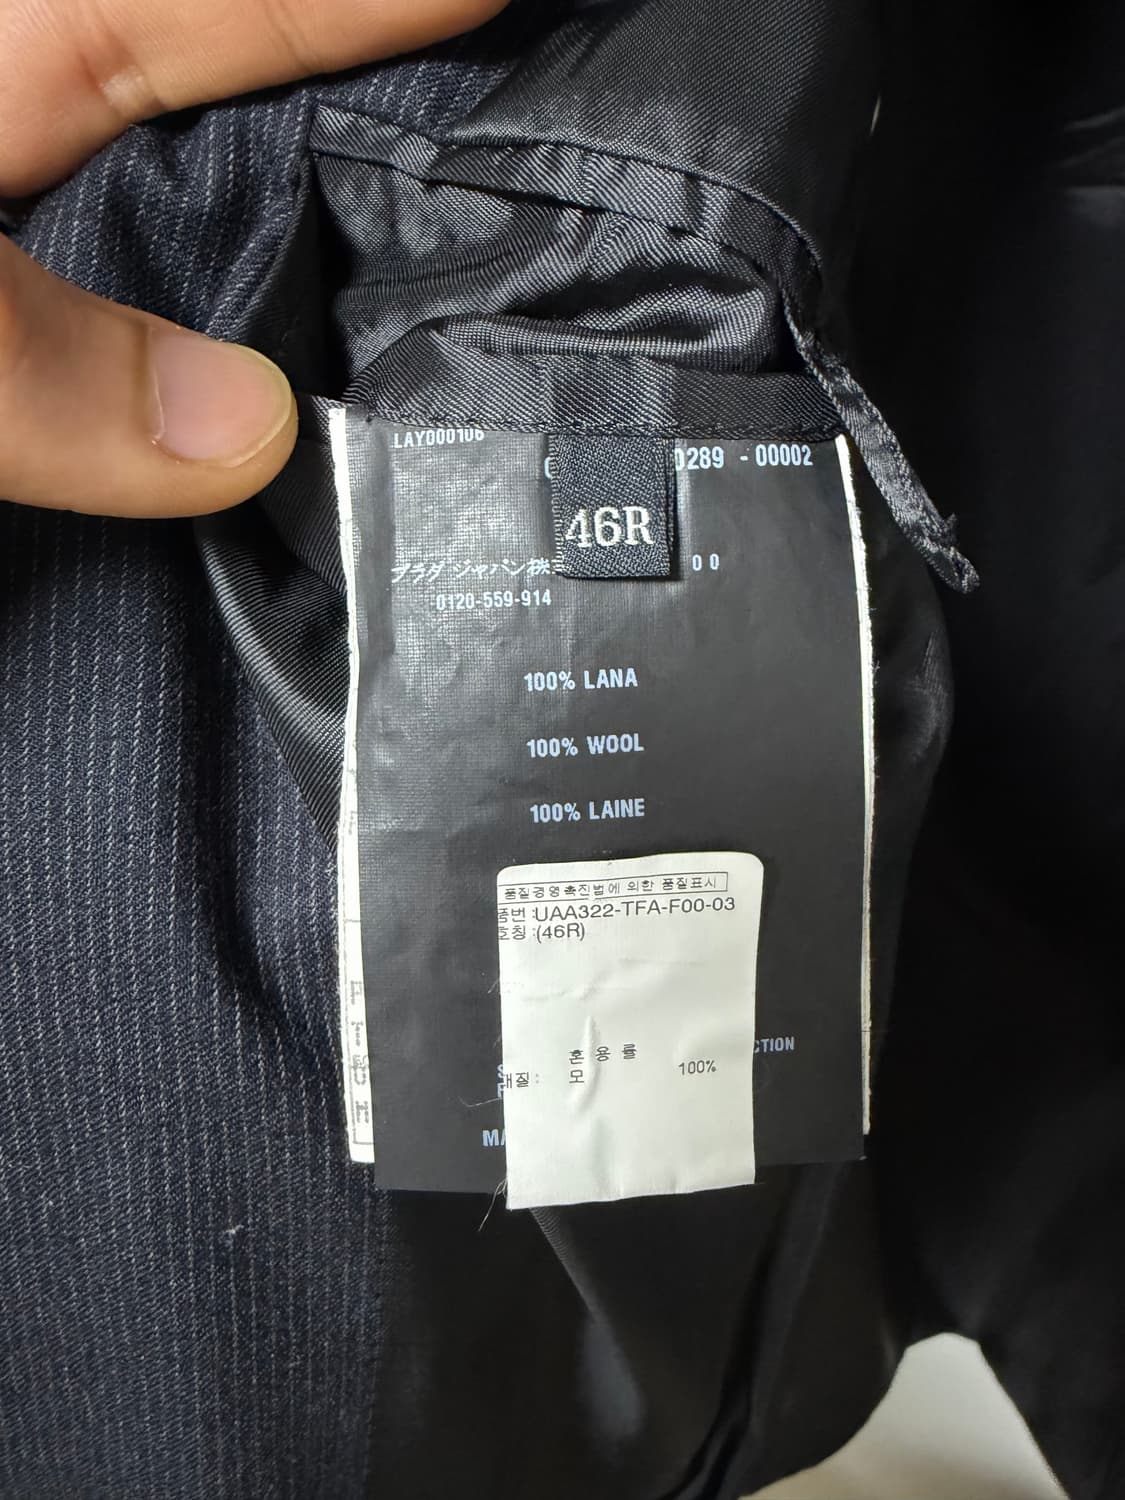 LAY000106
0289 - 00002
46R
プラダ ジャパン株
00
0120-559-914
100% LANA
100% WOOL
100% LAINE
품질경영촉진법에 의한 품질표시
품번 :UAA322-TFA-F00-03
호칭 :(46R)
CTION
혼 용 률
재질 : 모 100%
MA